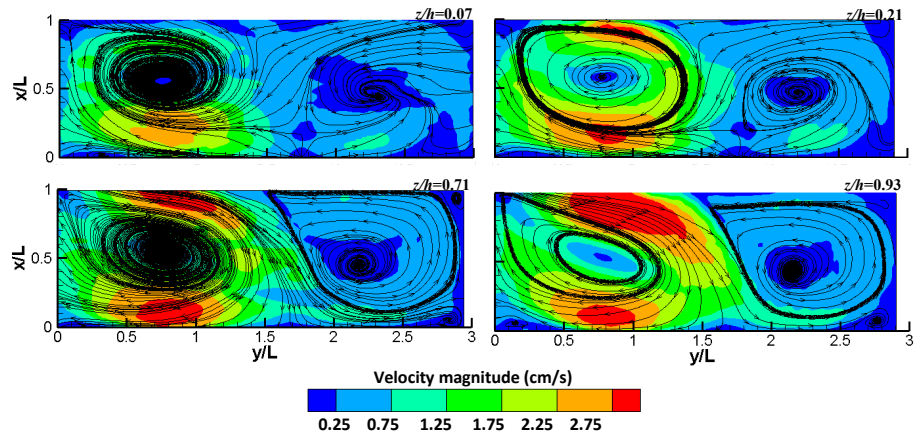 1
z/h=0.07
z/h=0.21
x/L
0.5
0
0
3
1
z/h=0.71
z/h=0.93
x/L
0.5
0
0 0.5 1 1.5 2 2.5 3
0 0.5 1 1.5 2 2.5 3
y/L
y/L
Velocity magnitude (cm/s)
0.25 0.75 1.25 1.75 2.25 2.75